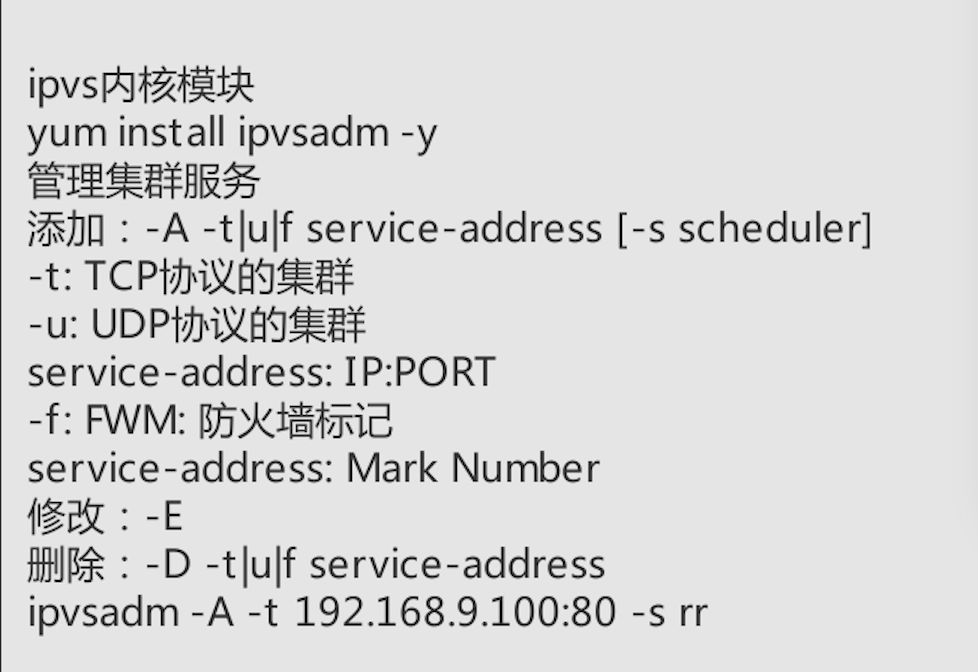 ipvs内核模块
yum install ipvsadm -y
管理集群服务
添加：-A -t|u|f service-address [-s scheduler]
-t: TCP协议的集群
-u: UDP协议的集群
service-address: IP:PORT
-f: FWM: 防火墙标记
service-address: Mark Number
修改：-E
删除：-D -t|u|f service-address
ipvsadm -A -t 192.168.9.100:80 -s rr